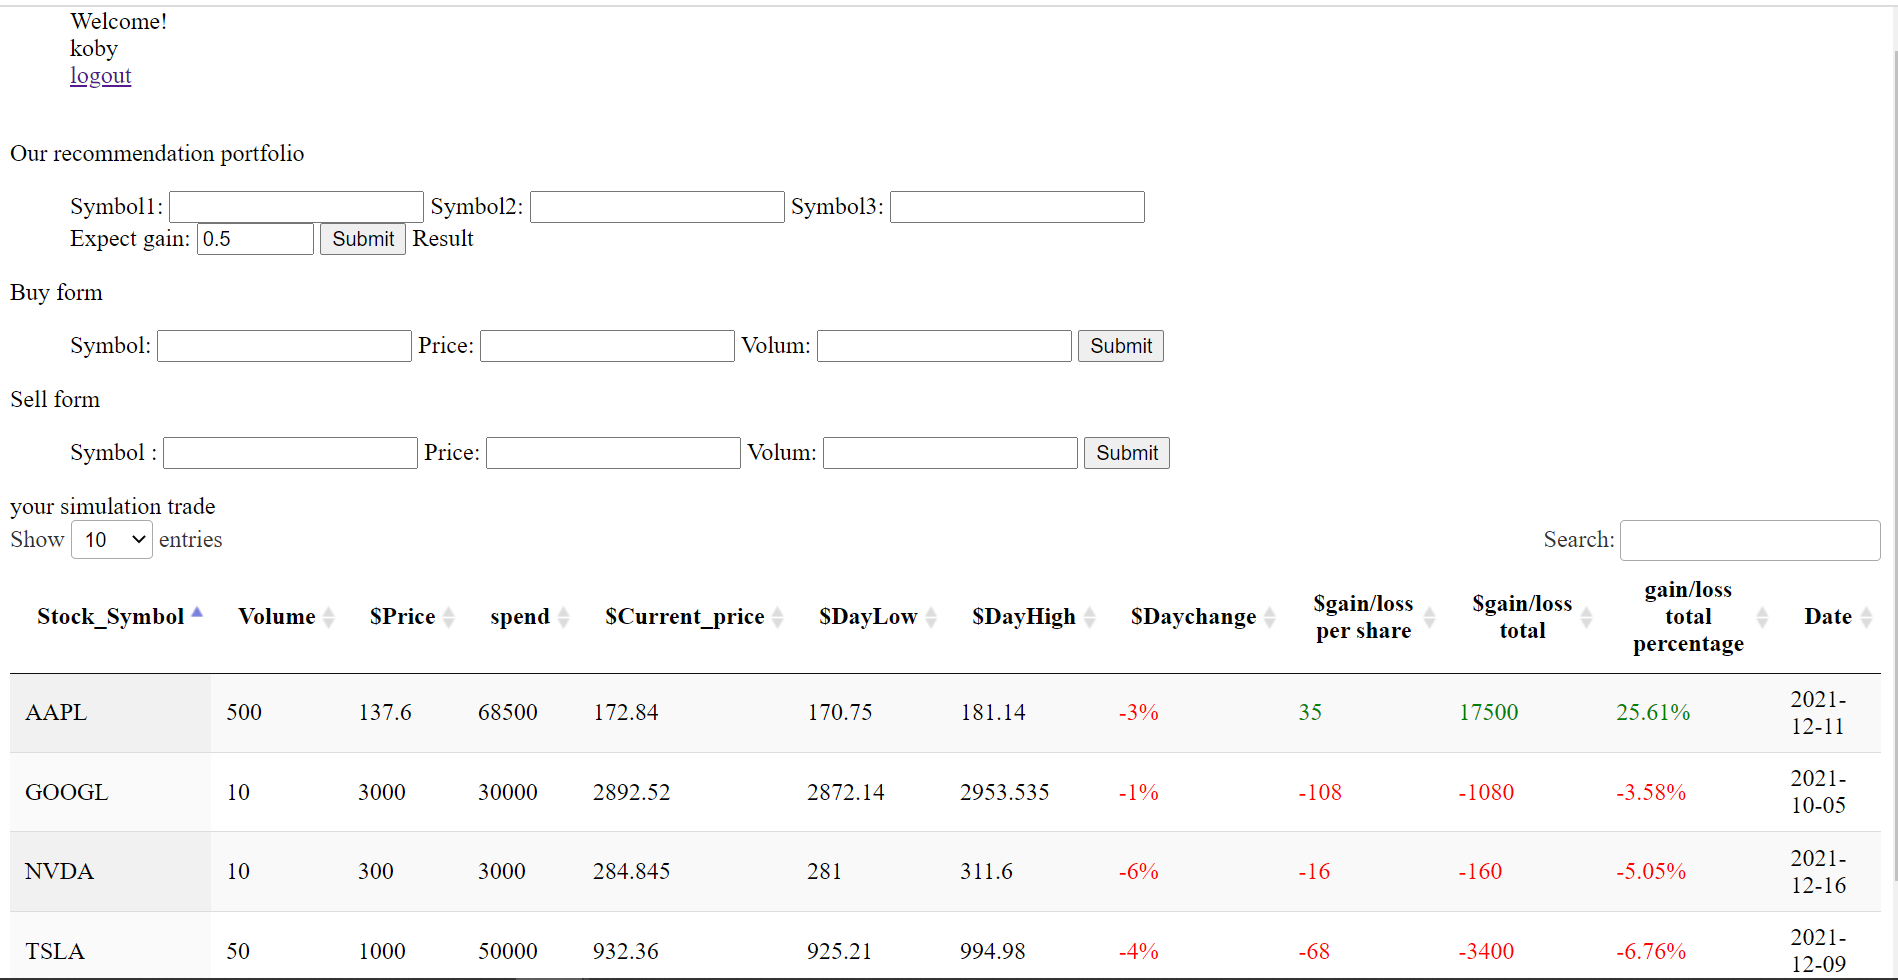 Welcome!
koby
logout
Our recommendation portfolio
Symbol1: Symbol2: Symbol3:
Expect gain: 0.5 Submit Result
Buy form
Symbol: Price: Volum: Submit
Sell form
Symbol : Price: Volum: Submit
your simulation trade
Show 10 entries Search:
Stock_Symbol Volume $Price spend $Current_price $DayLow $DayHigh $Daychange $gain/loss per share $gain/loss total gain/loss total percentage Date
AAPL 500 137.6 68500 172.84 170.75 181.14 -3% 35 17500 25.61% 2021-12-11
GOOGL 10 3000 30000 2892.52 2872.14 2953.535 -1% -108 -1080 -3.58% 2021-10-05
NVDA 10 300 3000 284.845 281 311.6 -6% -16 -160 -5.05% 2021-12-16
TSLA 50 1000 50000 932.36 925.21 994.98 -4% -68 -3400 -6.76% 2021-12-09